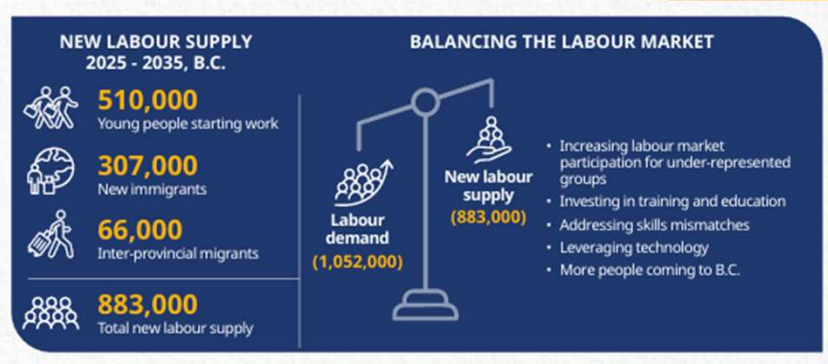 NEW LABOUR SUPPLY
2025 - 2035, B.C.
510,000
Young people starting work
307,000
New immigrants
66,000
Inter-provincial migrants
883,000
Total new labour supply
BALANCING THE LABOUR MARKET
Labour
demand
(1,052,000)
New labour
supply
(883,000)
• Increasing labour market
participation for under-represented
groups
• Investing in training and education
• Addressing skills mismatches
• Leveraging technology
• More people coming to B.C.